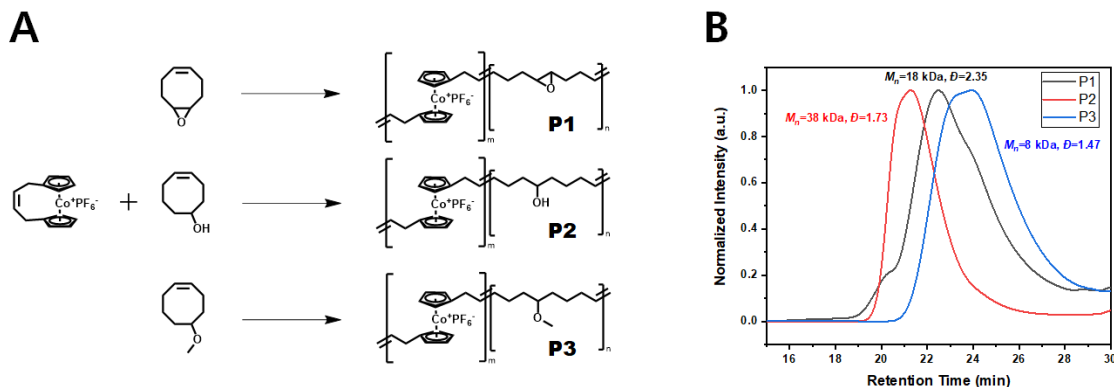 A
O
P1
Co⁺PF₆⁻
m
O
n
Co⁺PF₆⁻
+
OH
P2
Co⁺PF₆⁻
m
OH
n
O
P3
Co⁺PF₆⁻
m
O
n
B
Mn=18 kDa, Đ=2.35
P1
P2
P3
Mn=38 kDa, Đ=1.73
Mn=8 kDa, Đ=1.47
Normalized Intensity (a.u.)
1.0
0.8
0.6
0.4
0.2
0.0
16 18 20 22 24 26 28 30
Retention Time (min)